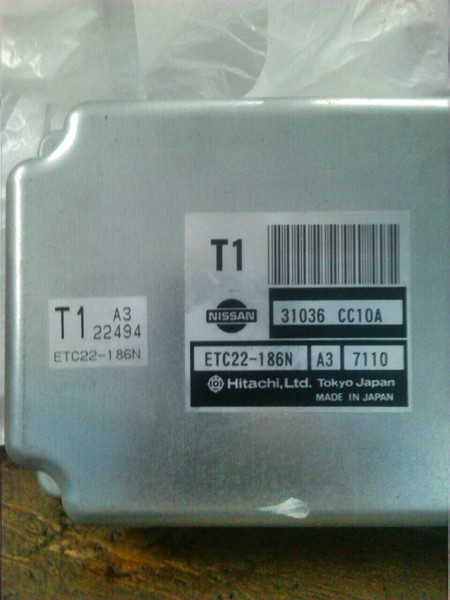 T1
NISSAN
31036 CC10A
ETC22-186N A3 7110
Hitachi, Ltd. Tokyo Japan
MADE IN JAPAN
T1 A3
22494
ETC22-186N